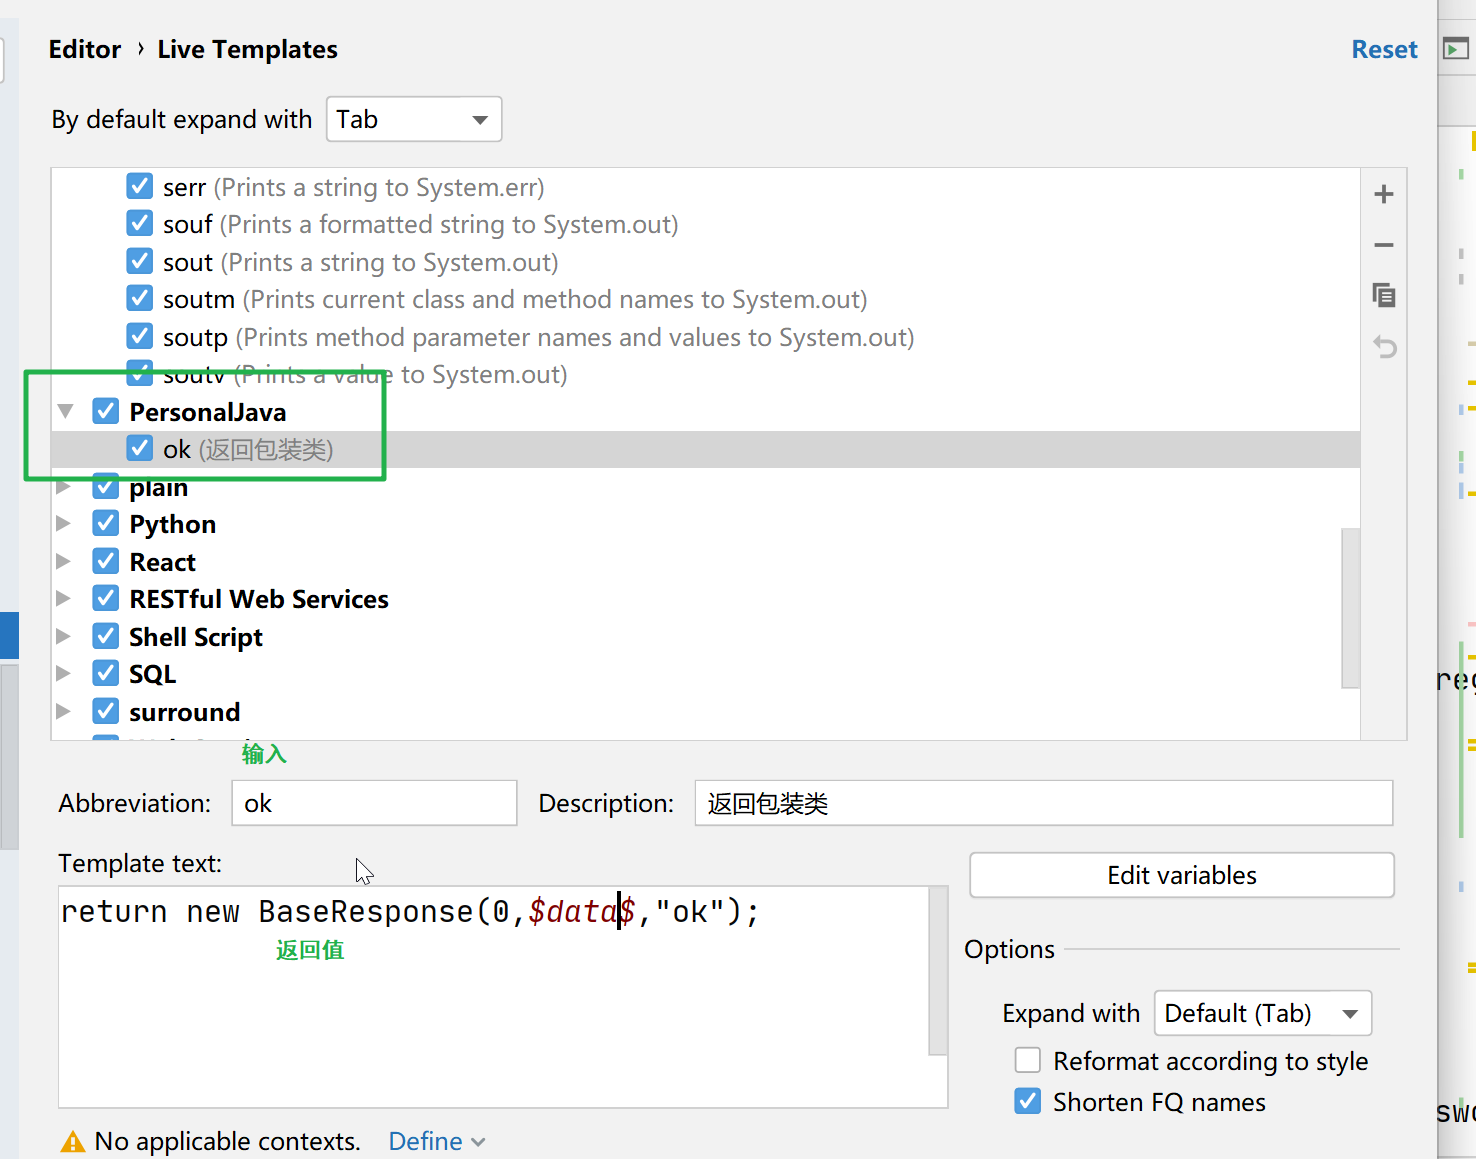 Editor › Live Templates
Reset
By default expand with Tab
serr (Prints a string to System.err)
souf (Prints a formatted string to System.out)
sout (Prints a string to System.out)
soutm (Prints current class and method names to System.out)
soutp (Prints method parameter names and values to System.out)
soutv (Prints a value to System.out)
PersonalJava
ok (返回包装类)
plain
Python
React
RESTful Web Services
Shell Script
SQL
surround
输入
Abbreviation: ok Description: 返回包装类
Template text:
Edit variables
return new BaseResponse(0,$data$,"ok");
返回值
Options
Expand with Default (Tab)
Reformat according to style
Shorten FQ names
No applicable contexts. Define